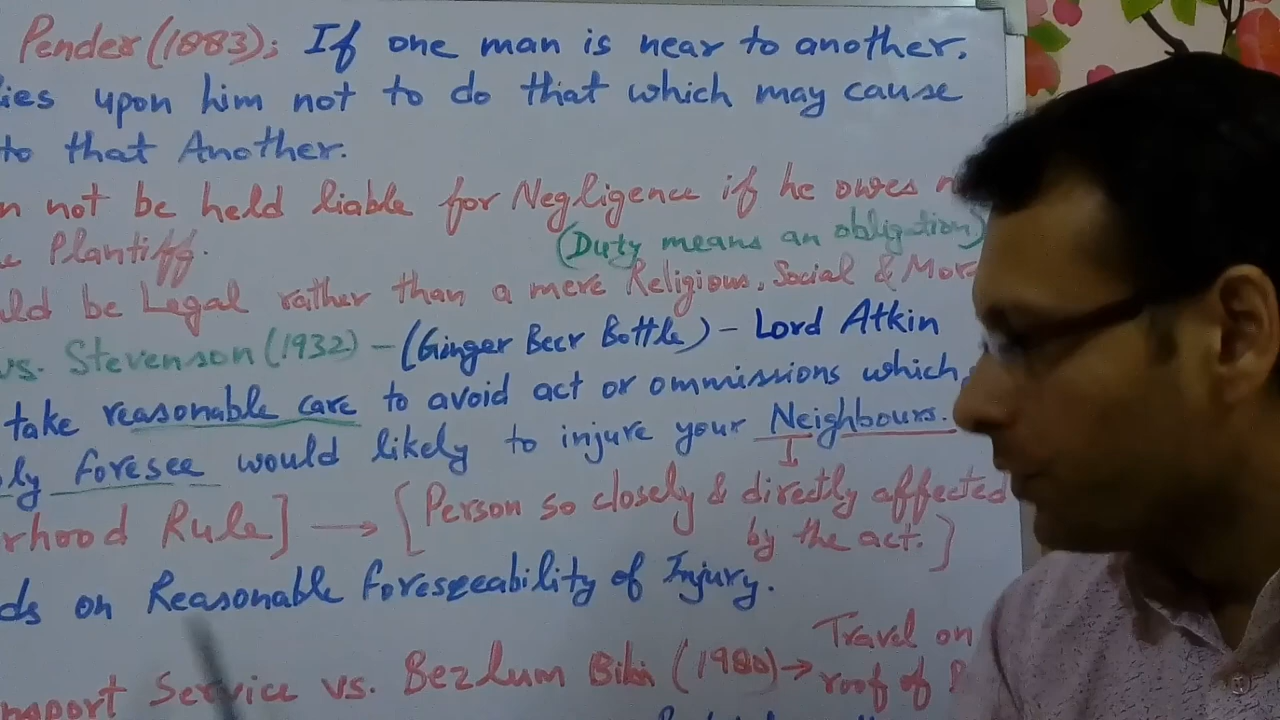 Pender (1883); If one man is near to another,
ies upon him not to do that which may cause
to that Another.
n not be held liable for Negligence if he owes n
e Plantiff. (Duty means an obligation)
uld be Legal rather than a mere Religious, Social & Mor
vs. Stevenson (1932) - (Ginger Beer Bottle) - Lord Atkin
take reasonable care to avoid act or ommissions which
ly foresee would likely to injure your Neighbours.
rhood Rule] → [Person so closely & directly affected
by the act.]
ds on Reasonable foreseeability of Injury.
Travel on
nsport Service vs. Bezlum Bibi (1980) → roof of B